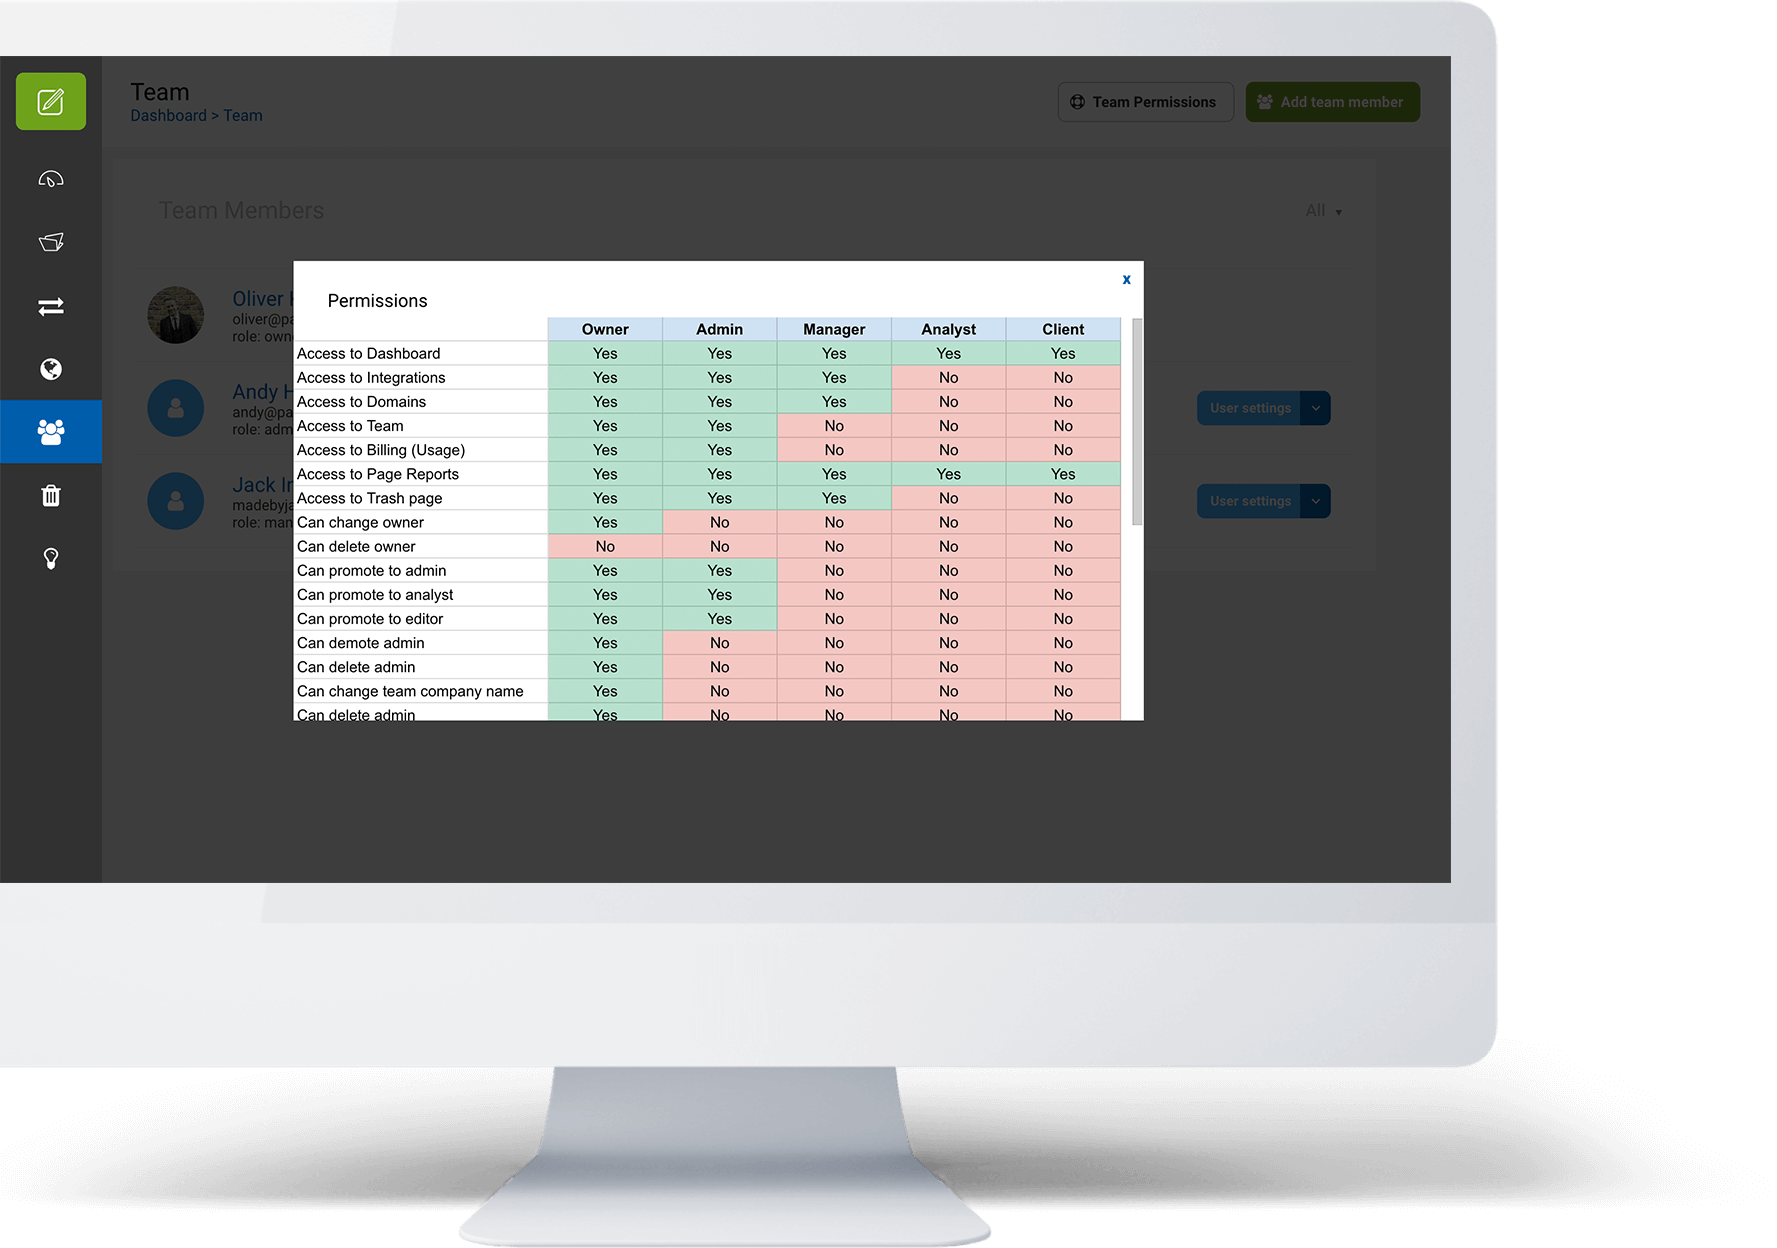 Team
Dashboard > Team
Team Permissions
Add team member
Team Members
All
Oliver
oliver@pa
role: own
Andy H
andy@pa
role: adm
User settings
Jack In
madebyja
role: man
User settings
x
Permissions
Owner Admin Manager Analyst Client
Access to Dashboard Yes Yes Yes Yes Yes
Access to Integrations Yes Yes Yes No No
Access to Domains Yes Yes Yes No No
Access to Team Yes Yes No No No
Access to Billing (Usage) Yes Yes No No No
Access to Page Reports Yes Yes Yes Yes Yes
Access to Trash page Yes Yes Yes No No
Can change owner Yes No No No No
Can delete owner No No No No No
Can promote to admin Yes Yes No No No
Can promote to analyst Yes Yes No No No
Can promote to editor Yes Yes No No No
Can demote admin Yes No No No No
Can delete admin Yes No No No No
Can change team company name Yes No No No No
Can delete admin Yes No No No No